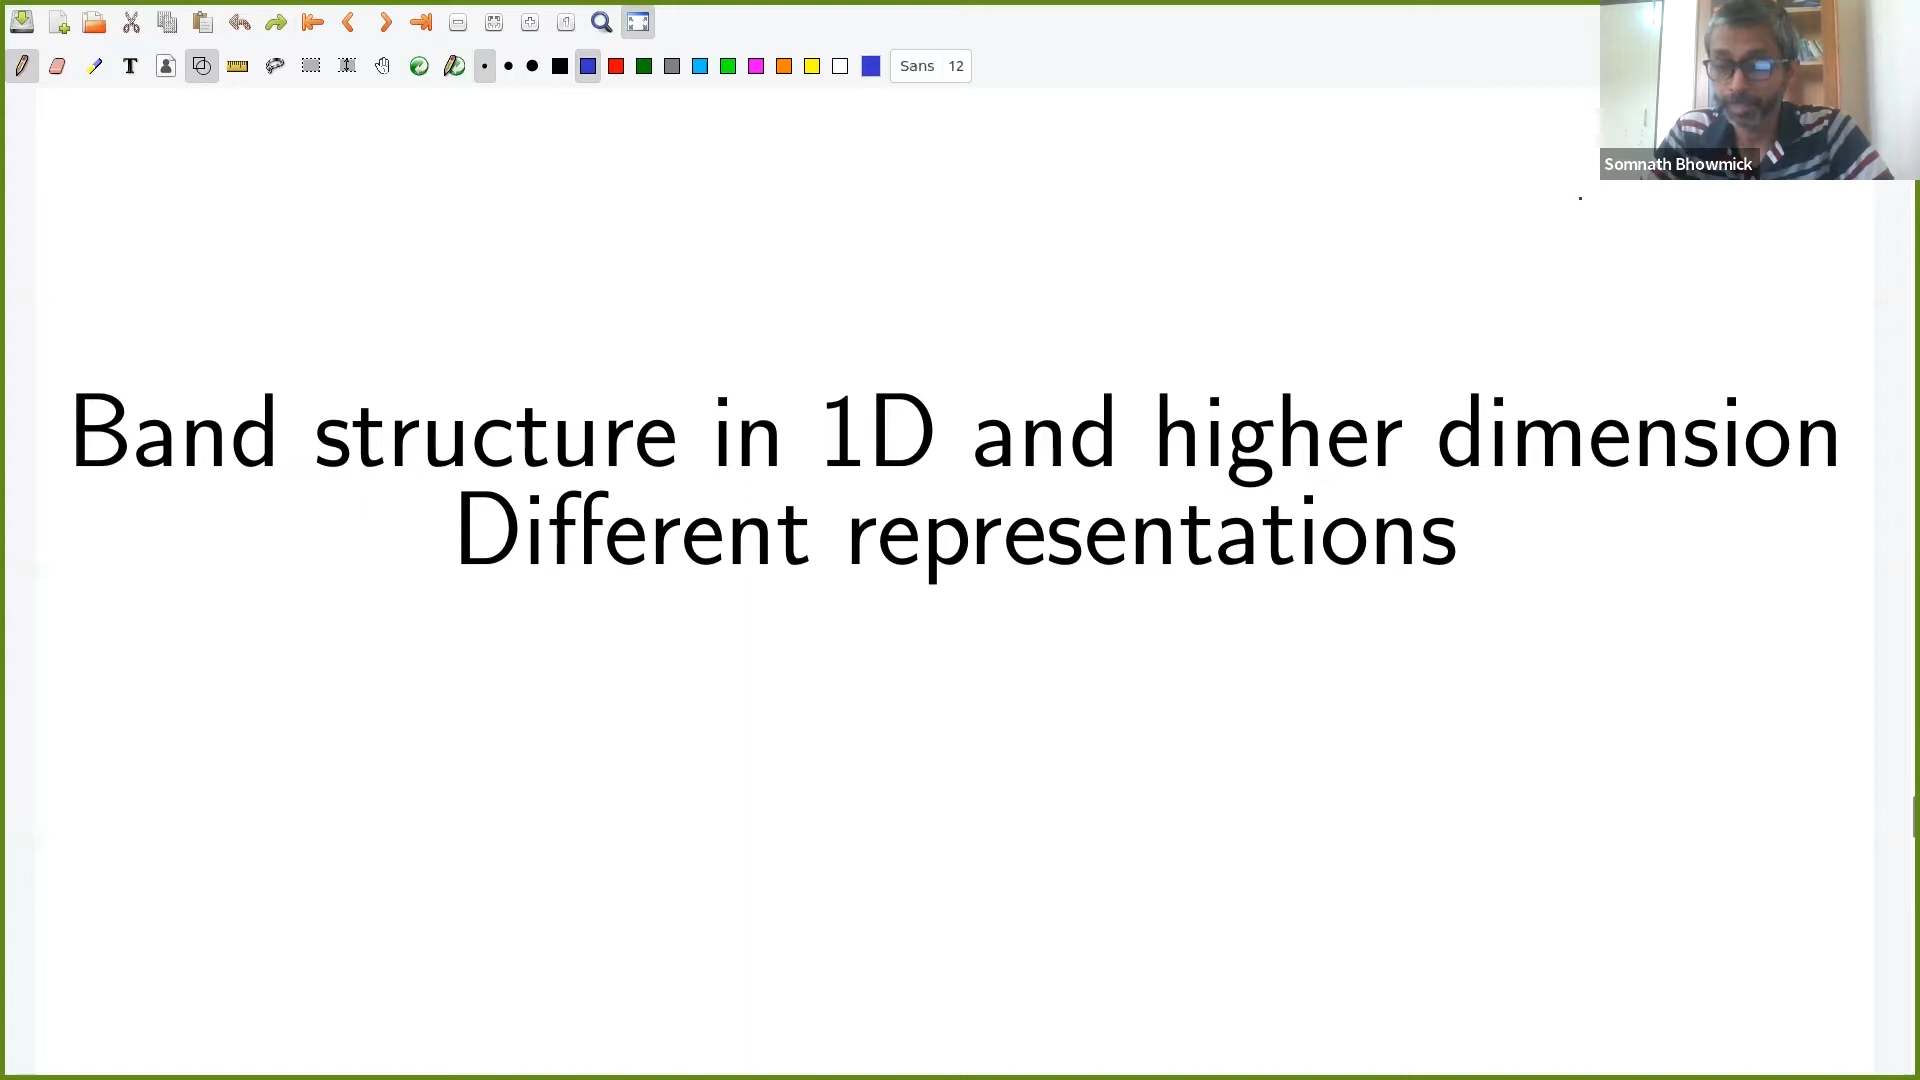 T
Sans 12
Somnath Bhowmick
Band structure in 1D and higher dimension
Different representations